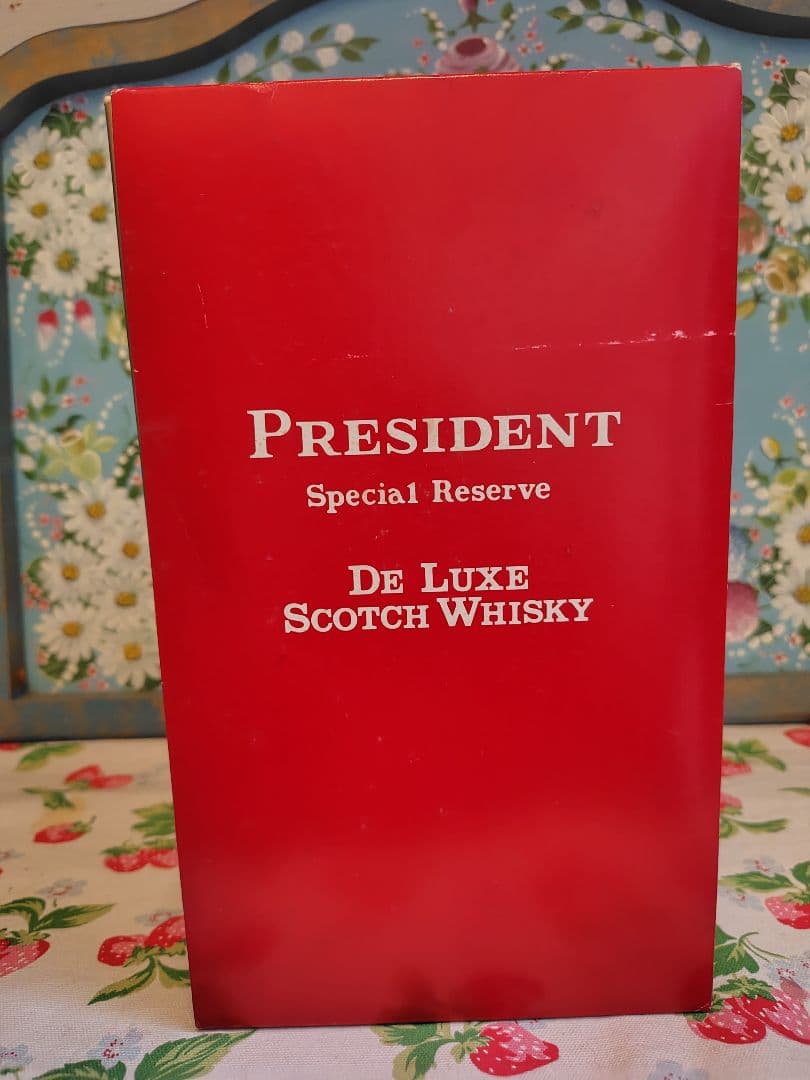 PRESIDENT
Special Reserve
DE LUXE
SCOTCH WHISKY